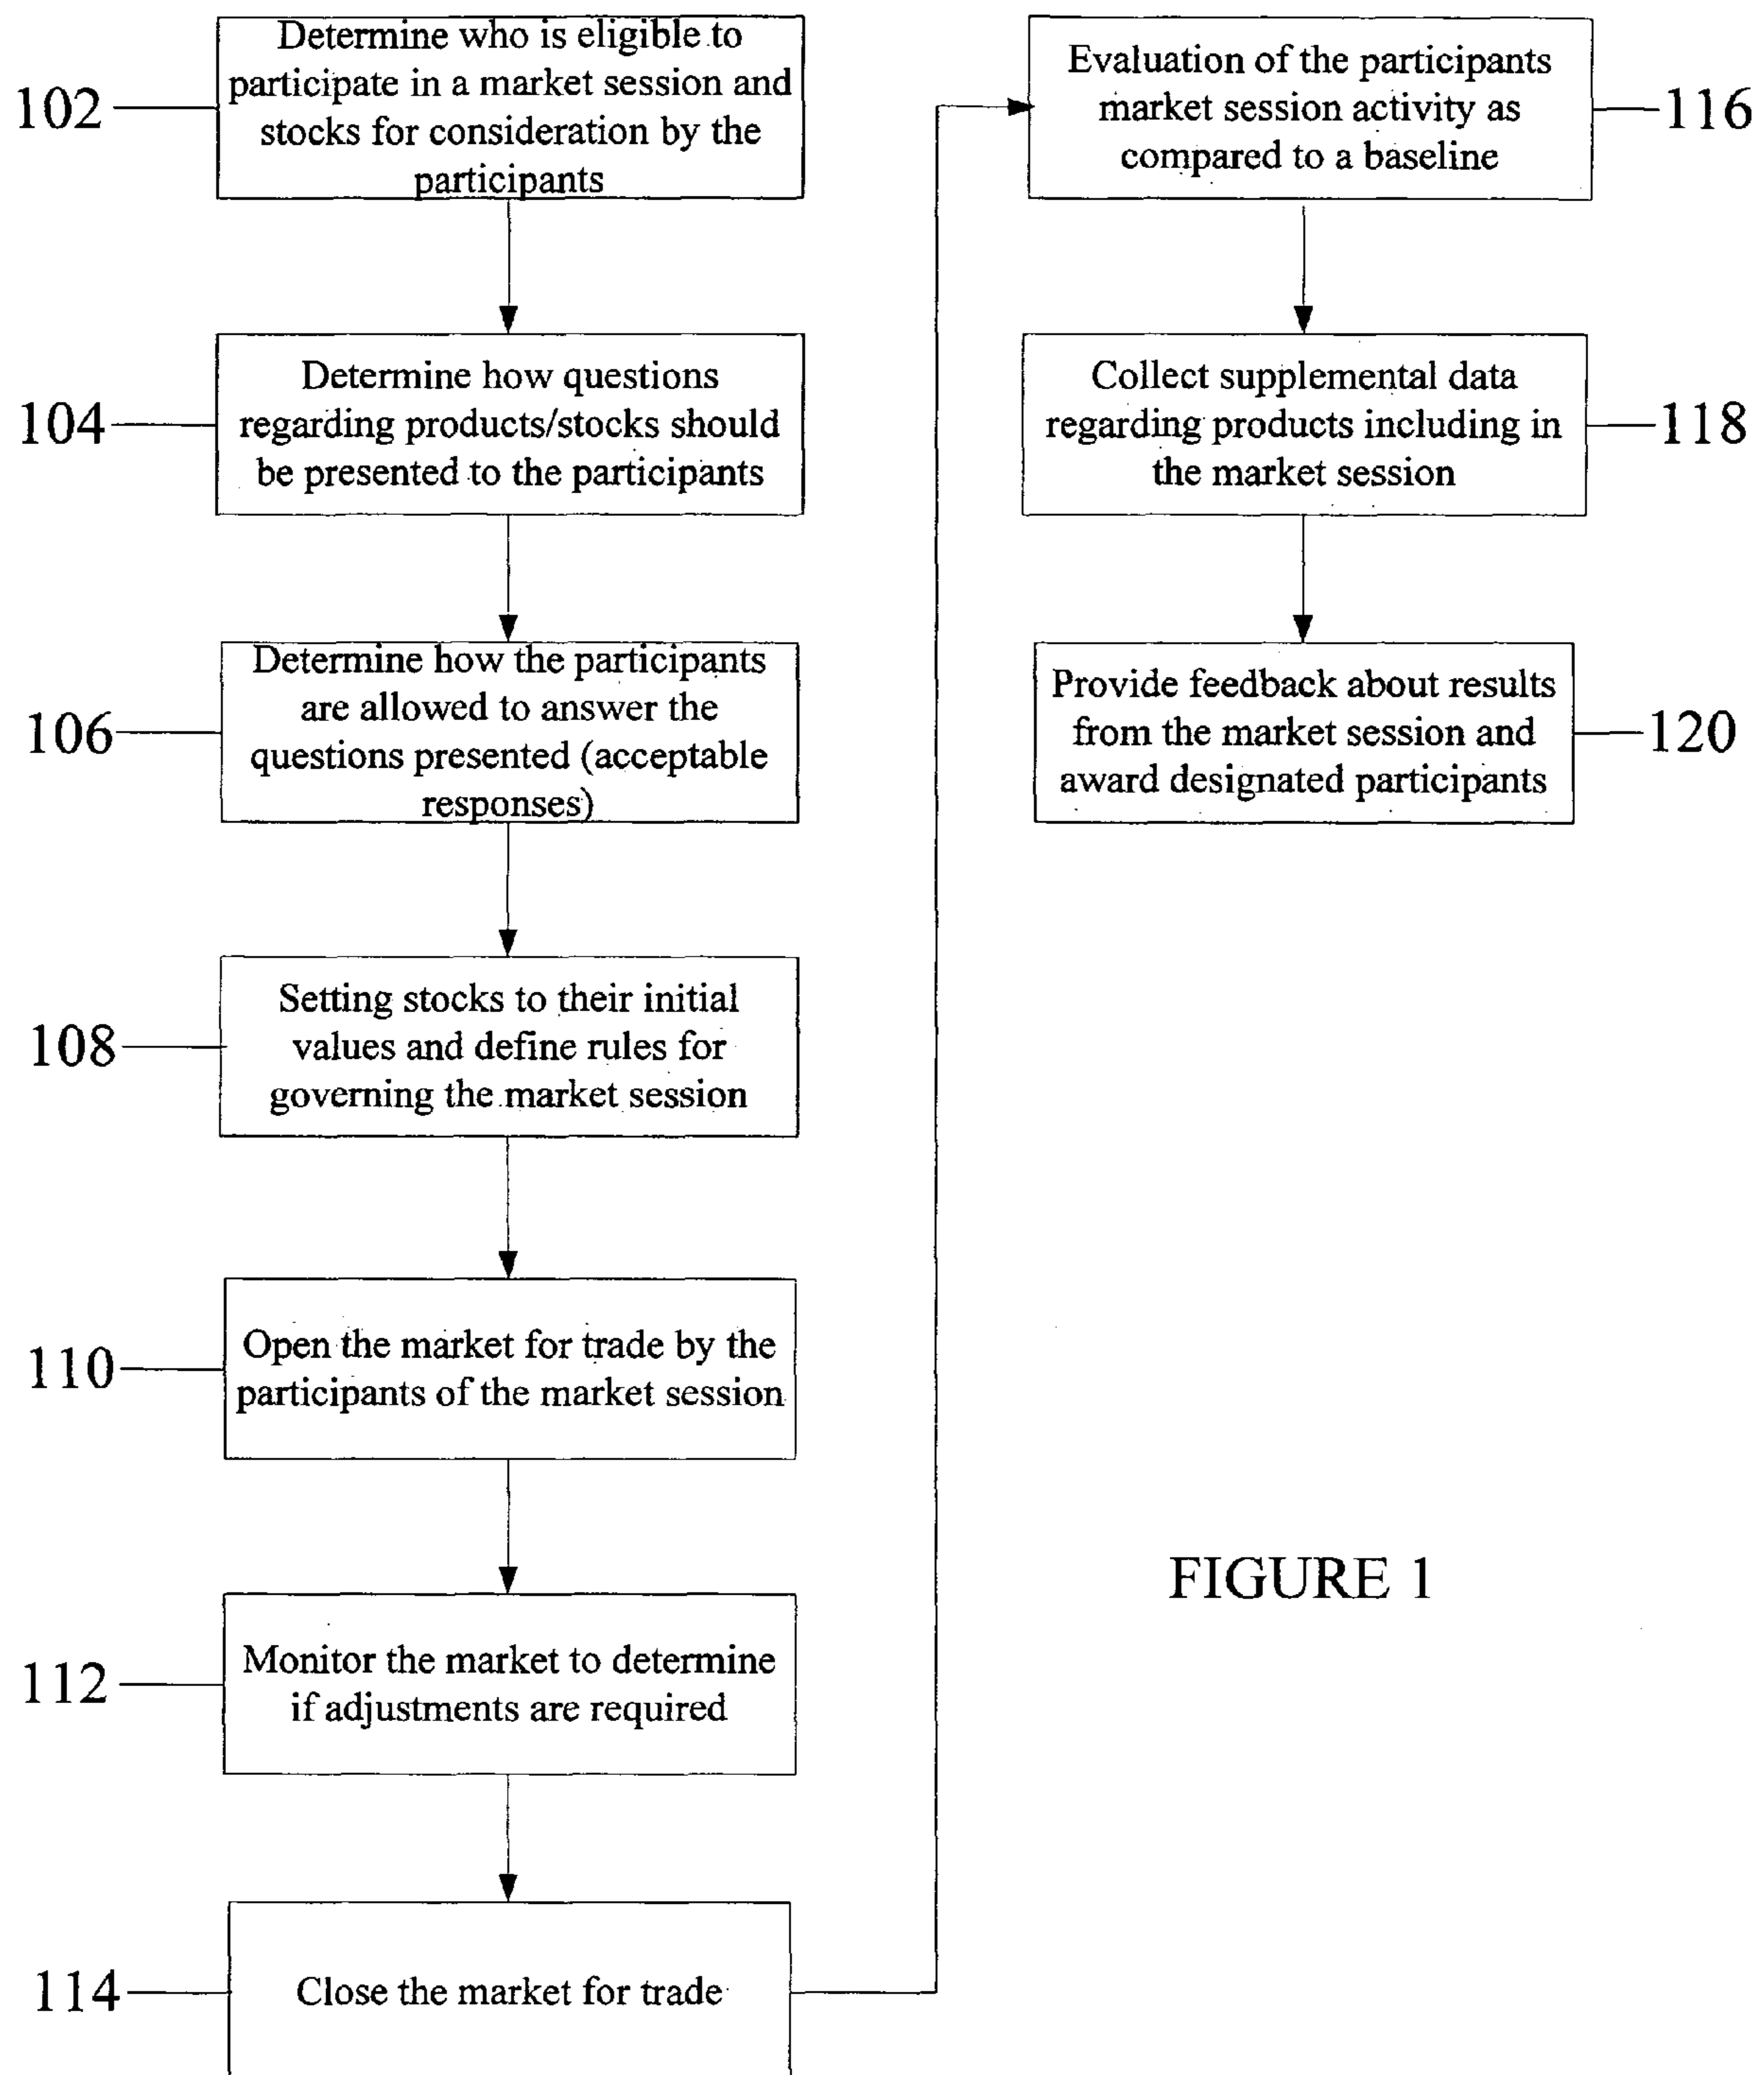 102
Determine who is eligible to
participate in a market session and
stocks for consideration by the
participants
104
Determine how questions
regarding products/stocks should
be presented to the participants
106
Determine how the participants
are allowed to answer the
questions presented (acceptable
responses)
108
Setting stocks to their initial
values and define rules for
governing the market session
110
Open the market for trade by the
participants of the market session
112
Monitor the market to determine
if adjustments are required
114
Close the market for trade
Evaluation of the participants
market session activity as
compared to a baseline
116
Collect supplemental data
regarding products including in
the market session
118
Provide feedback about results
from the market session and
award designated participants
120
FIGURE 1